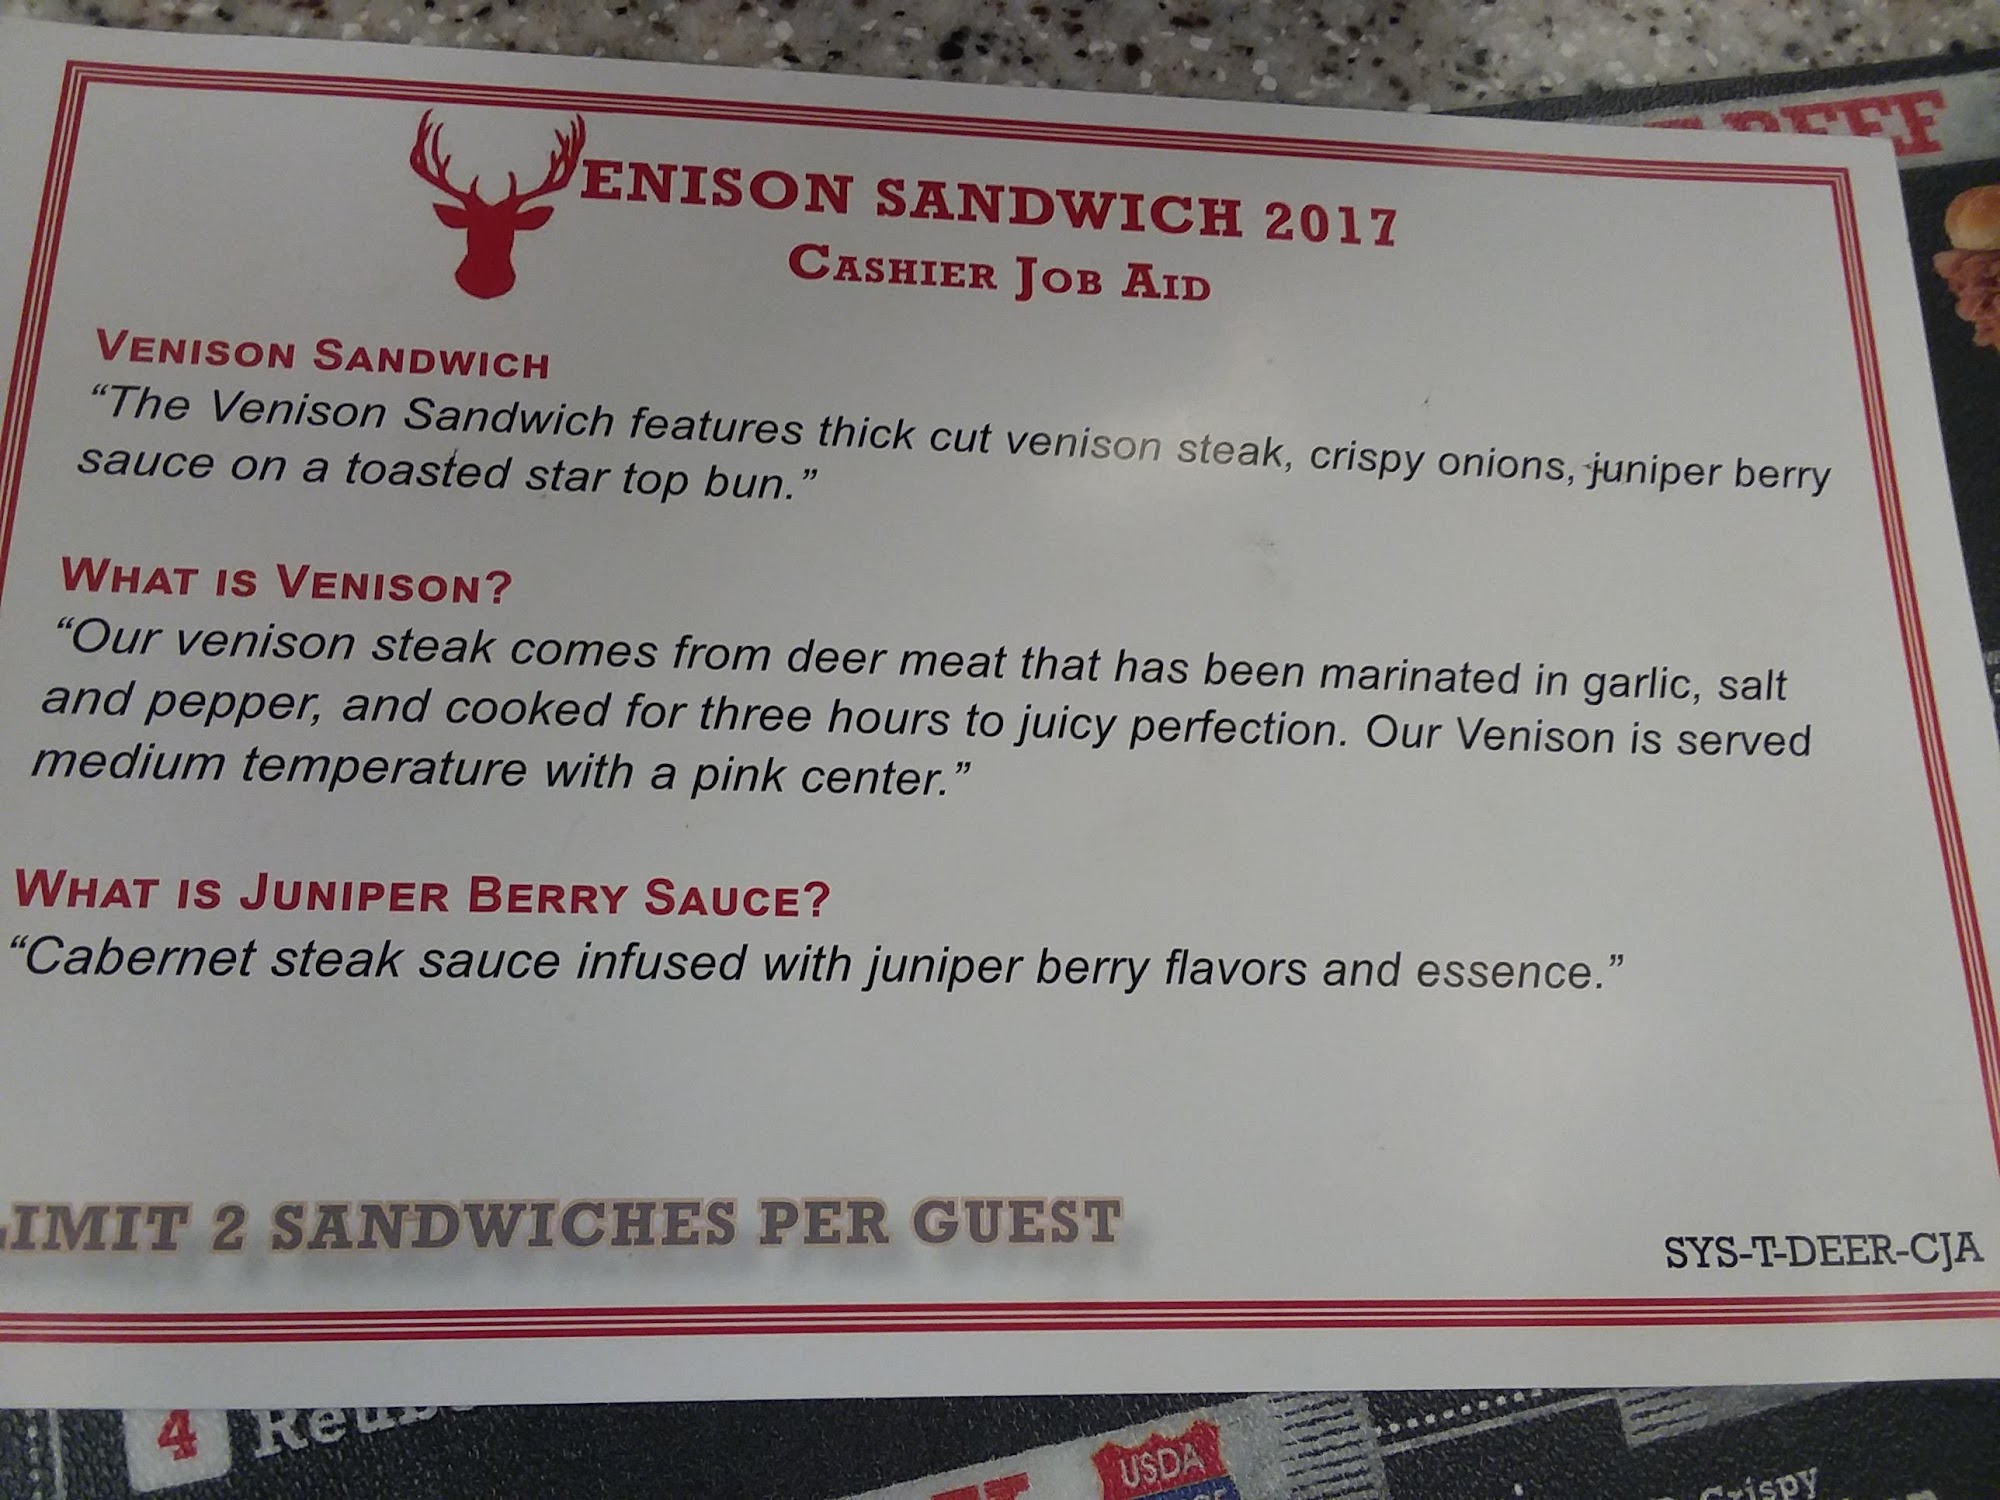 ENISON SANDWICH 2017
CASHIER JOB AID
VENISON SANDWICH
“The Venison Sandwich features thick cut venison steak, crispy onions, juniper berry
sauce on a toasted star top bun.”
WHAT IS VENISON?
“Our venison steak comes from deer meat that has been marinated in garlic, salt
and pepper, and cooked for three hours to juicy perfection. Our Venison is served
medium temperature with a pink center.”
WHAT IS JUNIPER BERRY SAUCE?
“Cabernet steak sauce infused with juniper berry flavors and essence.”
LIMIT 2 SANDWICHES PER GUEST
SYS-T-DEER-CJA
BEEF
4
USDA
Crispy